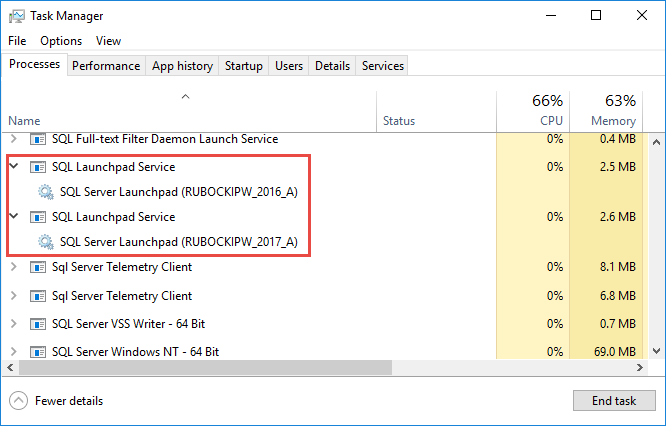 Task Manager
File Options View
Processes Performance App history Startup Users Details Services
66% 63%
Name Status CPU Memory
SQL Full-text Filter Daemon Launch Service 0% 0.4 MB
SQL Launchpad Service 0% 2.5 MB
SQL Server Launchpad (RUBOCKIPW_2016_A)
SQL Launchpad Service 0% 2.6 MB
SQL Server Launchpad (RUBOCKIPW_2017_A)
Sql Server Telemetry Client 0% 8.1 MB
Sql Server Telemetry Client 0% 6.8 MB
SQL Server VSS Writer - 64 Bit 0% 0.7 MB
SQL Server Windows NT - 64 Bit 0% 69.0 MB
Fewer details End task